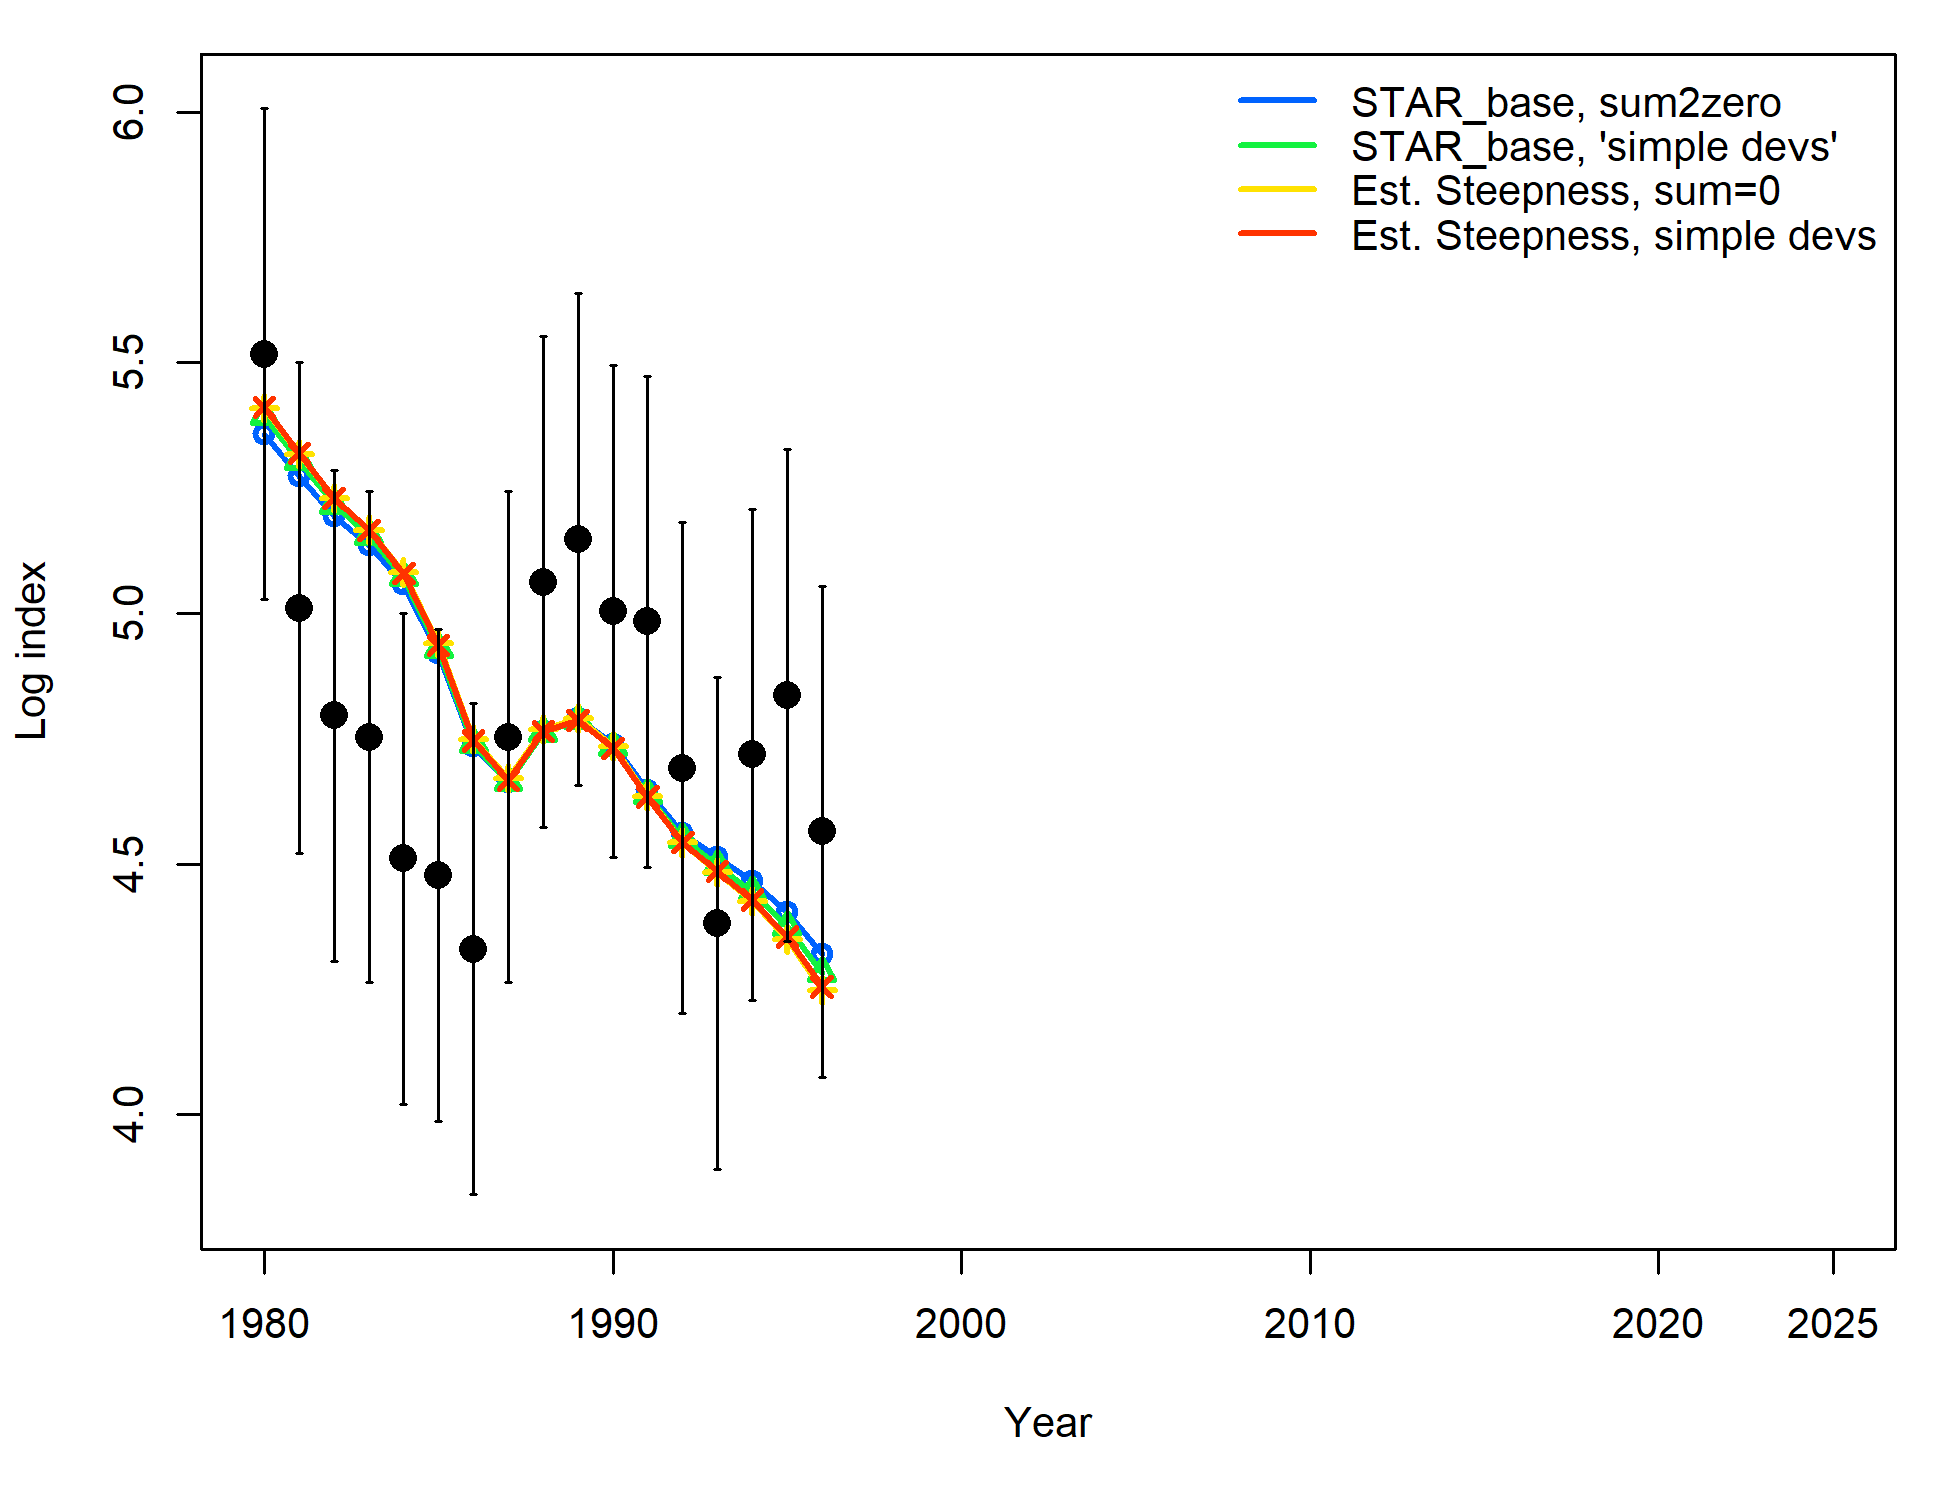 STAR_base, sum2zero
STAR_base, 'simple devs'
Est. Steepness, sum=0
Est. Steepness, simple devs
Log index
6.0
5.5
5.0
4.5
4.0
1980 1990 2000 2010 2020 2025
Year